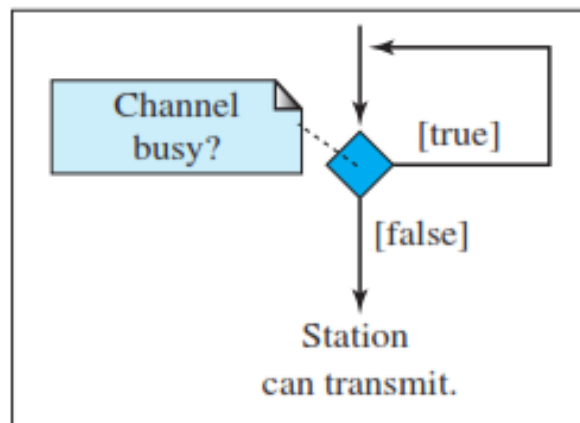 Channel
busy?
[true]
[false]
Station
can transmit.